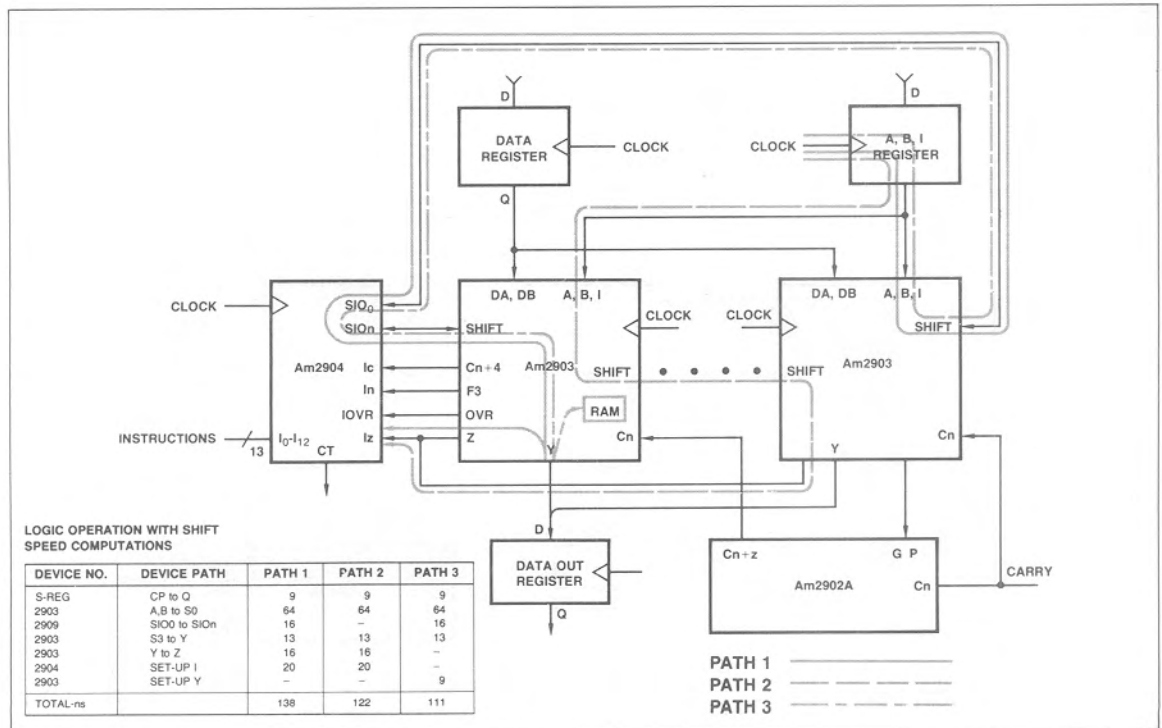 D
D
DATA
REGISTER
CLOCK
CLOCK
A, B, I
REGISTER
Q
CLOCK
SIO0
SIOn
Am2904
Ic
In
IOVR
Iz
INSTRUCTIONS
13
I0-I12
CT
DA, DB
A, B, I
SHIFT
CLOCK
Cn+4
Am2903
F3
SHIFT
OVR
RAM
Z
Cn
Y
CLOCK
DA, DB
A, B, I
SHIFT
SHIFT
Am2903
Cn
Y
D
DATA OUT
REGISTER
Q
Cn+z
G P
Cn
CARRY
Am2902A
LOGIC OPERATION WITH SHIFT
SPEED COMPUTATIONS
DEVICE NO. DEVICE PATH PATH 1 PATH 2 PATH 3
S-REG CP to Q 9 9 9
2903 A,B to S0 64 64 64
2909 SIO0 to SIOn 16 – 16
2903 S3 to Y 13 13 13
2903 Y to Z 16 16 –
2904 SET-UP I 20 20 –
2903 SET-UP Y – – 9
TOTAL-ns 138 122 111
PATH 1
PATH 2
PATH 3